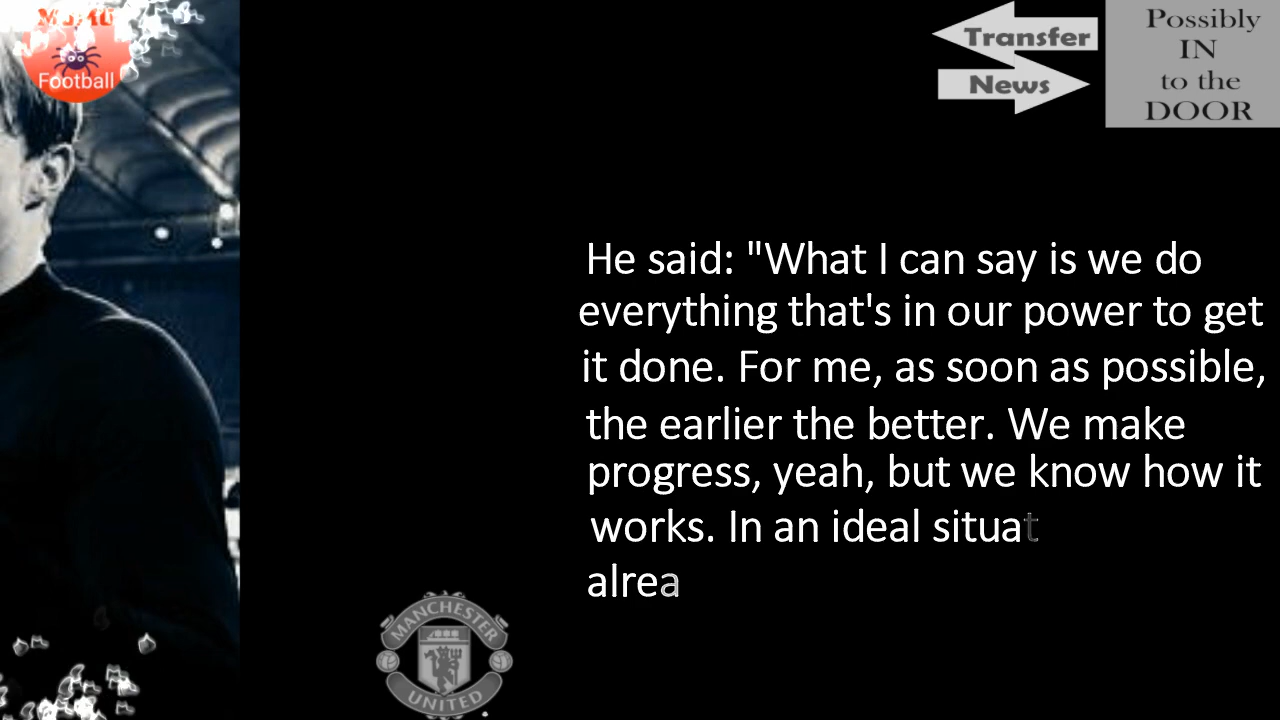 Football
Transfer
News
Possibly
IN
to the
DOOR
He said: "What I can say is we do
everything that's in our power to get
it done. For me, as soon as possible,
the earlier the better. We make
progress, yeah, but we know how it
works. In an ideal situat
alrea
MANCHESTER
UNITED